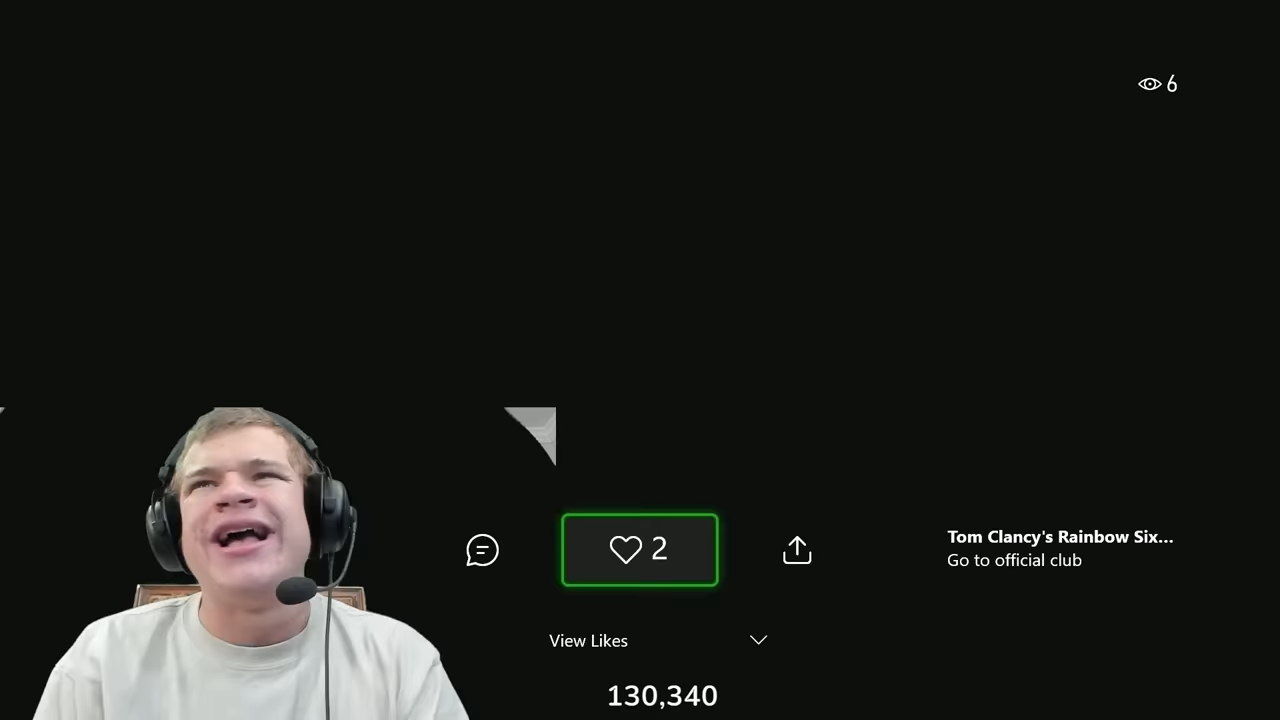 6
2
Tom Clancy's Rainbow Six...
Go to official club
View Likes
130,340